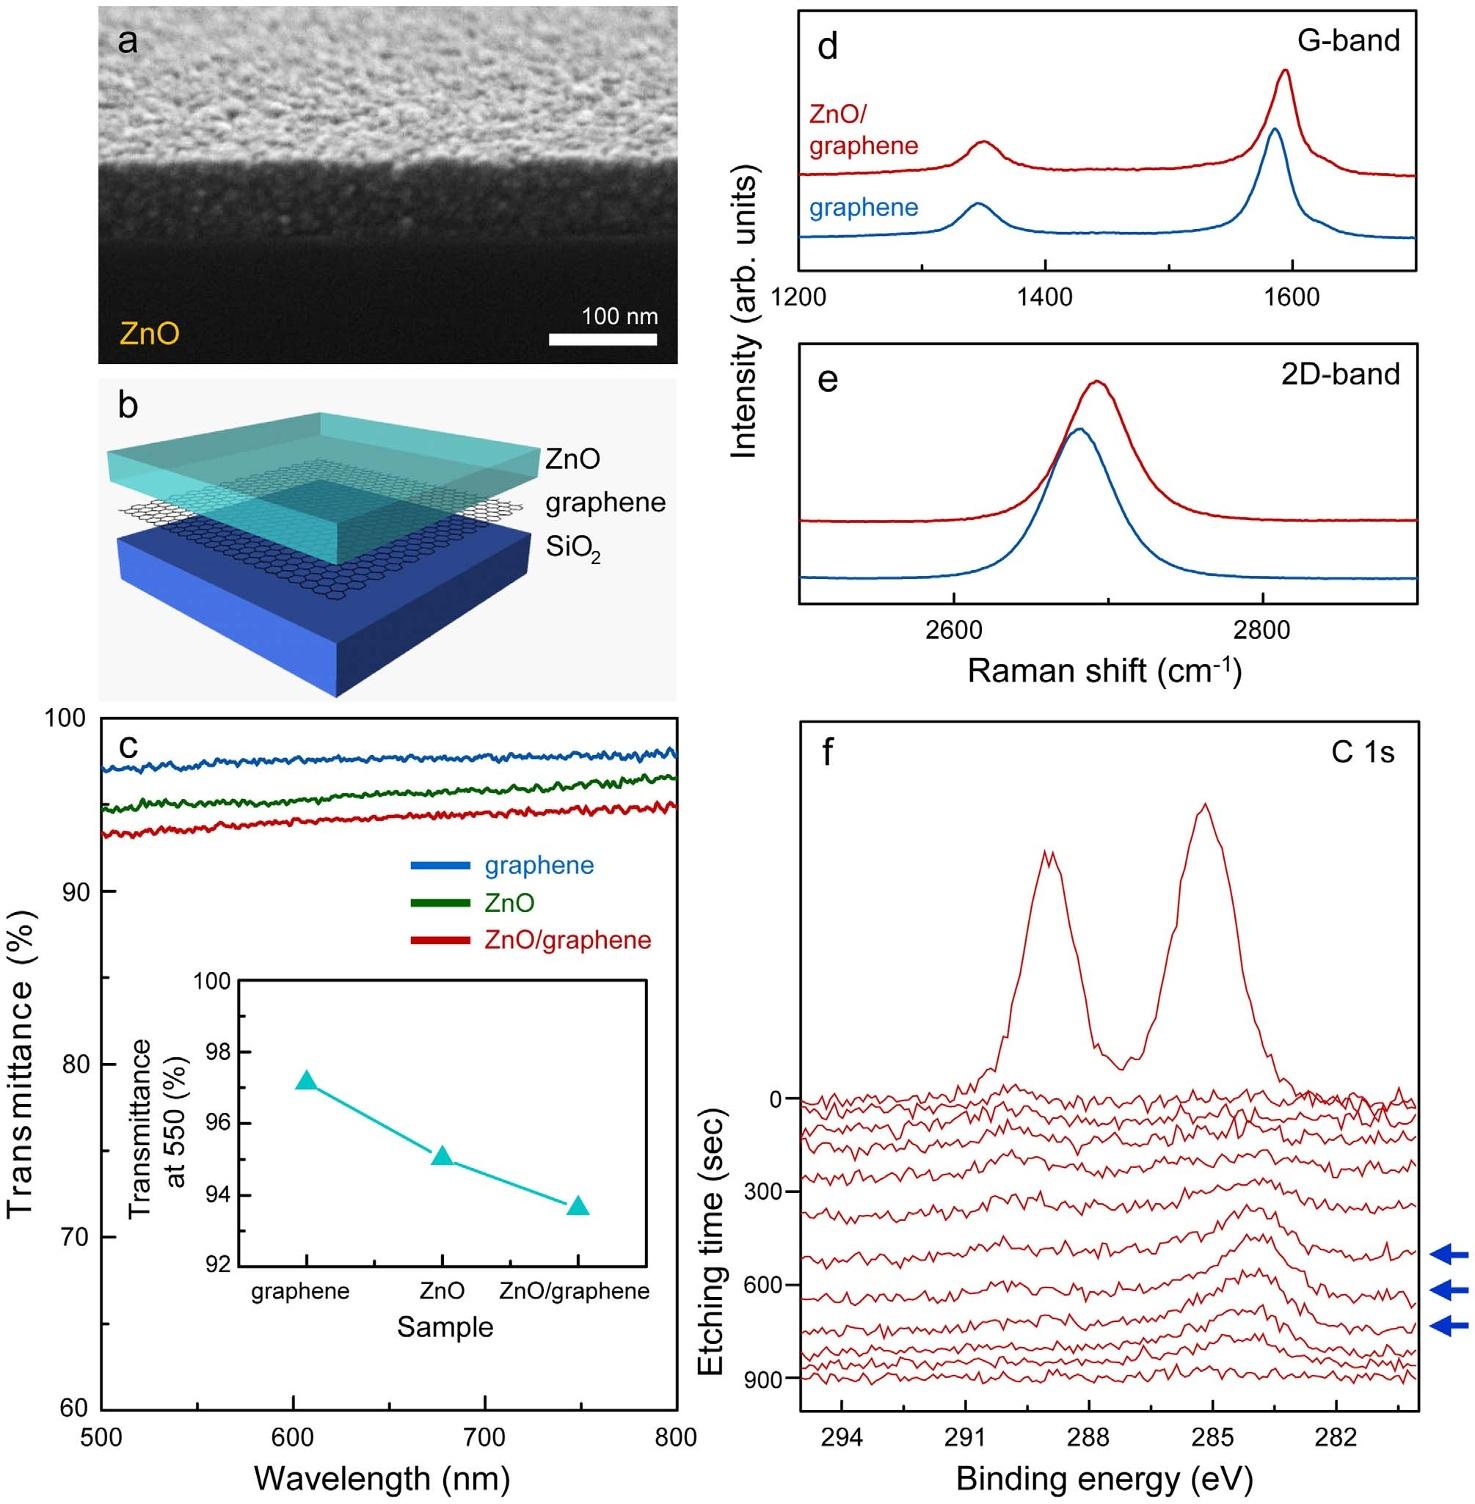 a
ZnO
100 nm
b
ZnO
graphene
SiO2
c
100
90
80
70
60
Transmittance (%)
graphene
ZnO
ZnO/graphene
100
98
96
94
92
Transmittance
at 550 (%)
graphene
ZnO
ZnO/graphene
Sample
500
600
700
800
Wavelength (nm)
d
G-band
ZnO/
graphene
graphene
1200
1400
1600
Intensity (arb. units)
e
2D-band
2600
2800
Raman shift (cm-1)
f
C 1s
0
300
600
900
Etching time (sec)
294
291
288
285
282
Binding energy (eV)